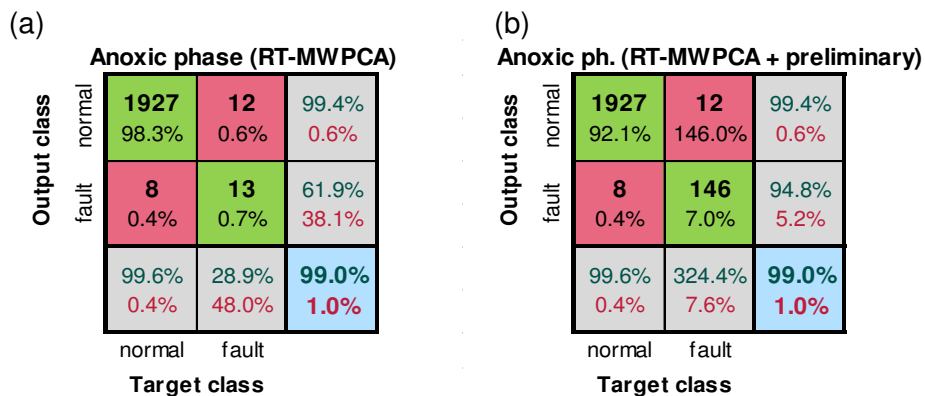 (a)
Anoxic phase (RT-MWPCA)
Output class
normal
fault
1927
12
99.4%
98.3%
0.6%
0.6%
8
13
61.9%
0.4%
0.7%
38.1%
99.6%
28.9%
99.0%
0.4%
48.0%
1.0%
normal
fault
Target class
(b)
Anoxic ph. (RT-MWPCA + preliminary)
Output class
normal
fault
1927
12
99.4%
92.1%
146.0%
0.6%
8
146
94.8%
0.4%
7.0%
5.2%
99.6%
324.4%
99.0%
0.4%
7.6%
1.0%
normal
fault
Target class